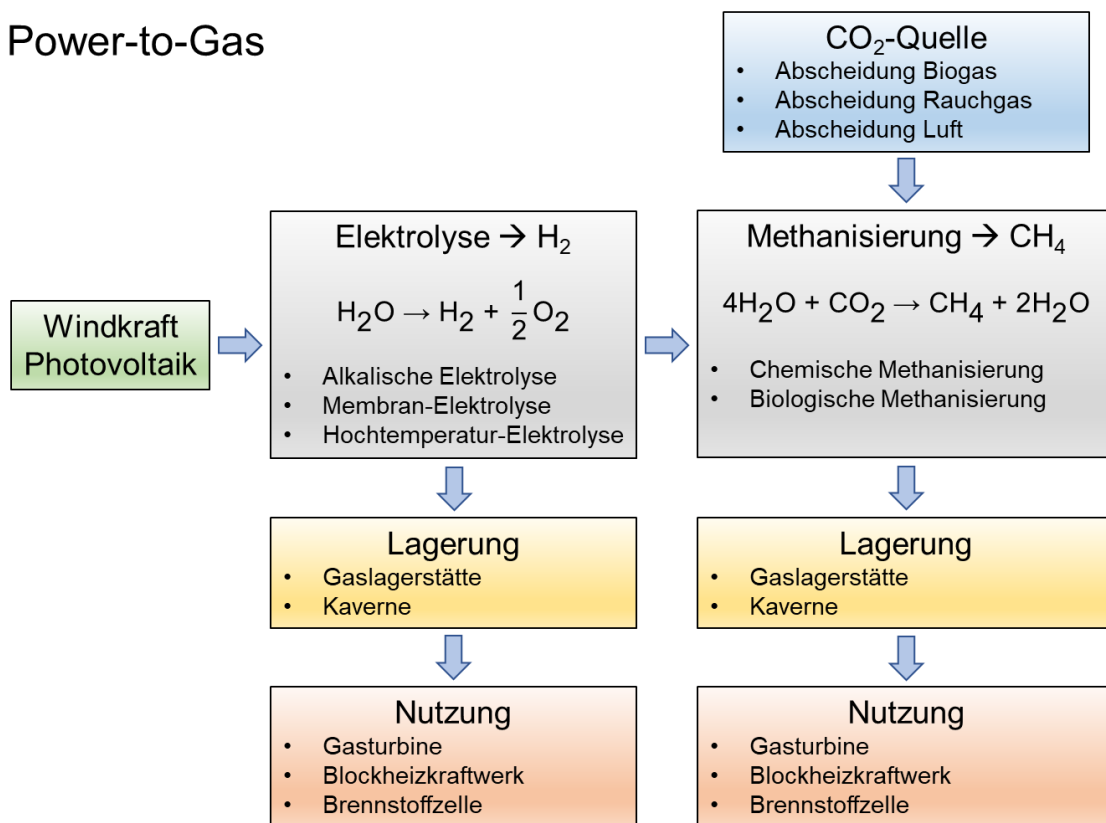 Power-to-Gas
CO₂-Quelle
• Abscheidung Biogas
• Abscheidung Rauchgas
• Abscheidung Luft
Windkraft
Photovoltaik
Elektrolyse → H₂
H₂O → H₂ + 1/2 O₂
• Alkalische Elektrolyse
• Membran-Elektrolyse
• Hochtemperatur-Elektrolyse
Methanisierung → CH₄
4H₂O + CO₂ → CH₄ + 2H₂O
• Chemische Methanisierung
• Biologische Methanisierung
Lagerung
• Gaslagerstätte
• Kaverne
Lagerung
• Gaslagerstätte
• Kaverne
Nutzung
• Gasturbine
• Blockheizkraftwerk
• Brennstoffzelle
Nutzung
• Gasturbine
• Blockheizkraftwerk
• Brennstoffzelle